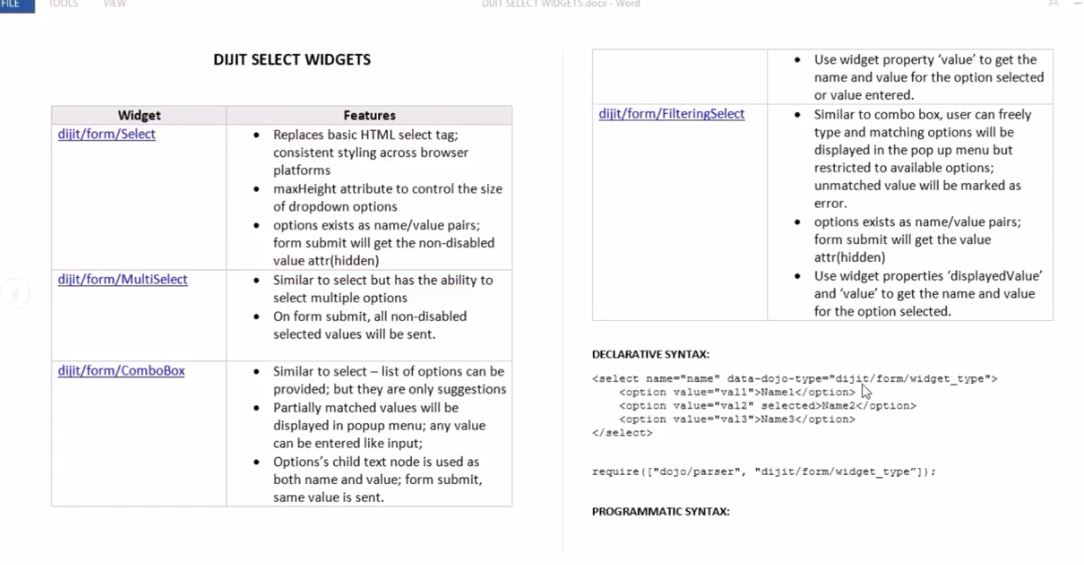 FILE TOOLS VIEW DIJIT SELECT WIDGETS.docx - Word
DIJIT SELECT WIDGETS
Widget Features
dijit/form/Select
• Replaces basic HTML select tag;
consistent styling across browser
platforms
• maxHeight attribute to control the size
of dropdown options
• options exists as name/value pairs;
form submit will get the non-disabled
value attr(hidden)
dijit/form/MultiSelect
• Similar to select but has the ability to
select multiple options
• On form submit, all non-disabled
selected values will be sent.
dijit/form/ComboBox
• Similar to select – list of options can be
provided; but they are only suggestions
• Partially matched values will be
displayed in popup menu; any value
can be entered like input;
• Options's child text node is used as
both name and value; form submit,
same value is sent.
• Use widget property 'value' to get the
name and value for the option selected
or value entered.
dijit/form/FilteringSelect
• Similar to combo box, user can freely
type and matching options will be
displayed in the pop up menu but
restricted to available options;
unmatched value will be marked as
error.
• options exists as name/value pairs;
form submit will get the value
attr(hidden)
• Use widget properties 'displayedValue'
and 'value' to get the name and value
for the option selected.
DECLARATIVE SYNTAX:
<select name="name" data-dojo-type="dijit/form/widget_type">
<option value="val1">Name1</option>
<option value="val2" selected>Name2</option>
<option value="val3">Name3</option>
</select>
require(["dojo/parser", "dijit/form/widget_type"]);
PROGRAMMATIC SYNTAX: